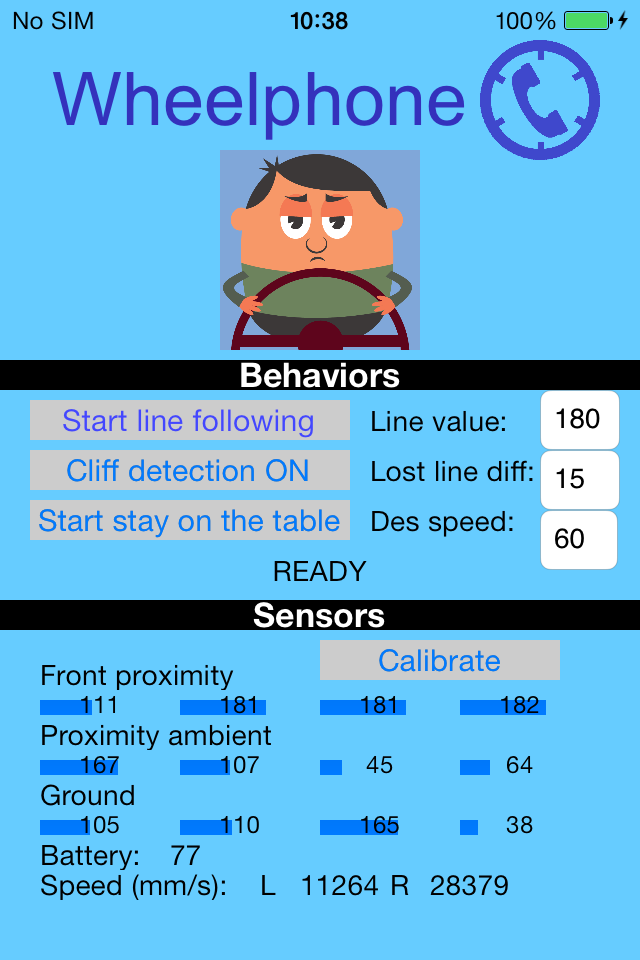 No SIM 10:38 100%
Wheelphone
Behaviors
Start line following Line value: 180
Cliff detection ON Lost line diff: 15
Start stay on the table Des speed: 60
READY
Sensors
Calibrate
Front proximity
111 181 181 182
Proximity ambient
167 107 45 64
Ground
105 110 165 38
Battery: 77
Speed (mm/s): L 11264 R 28379